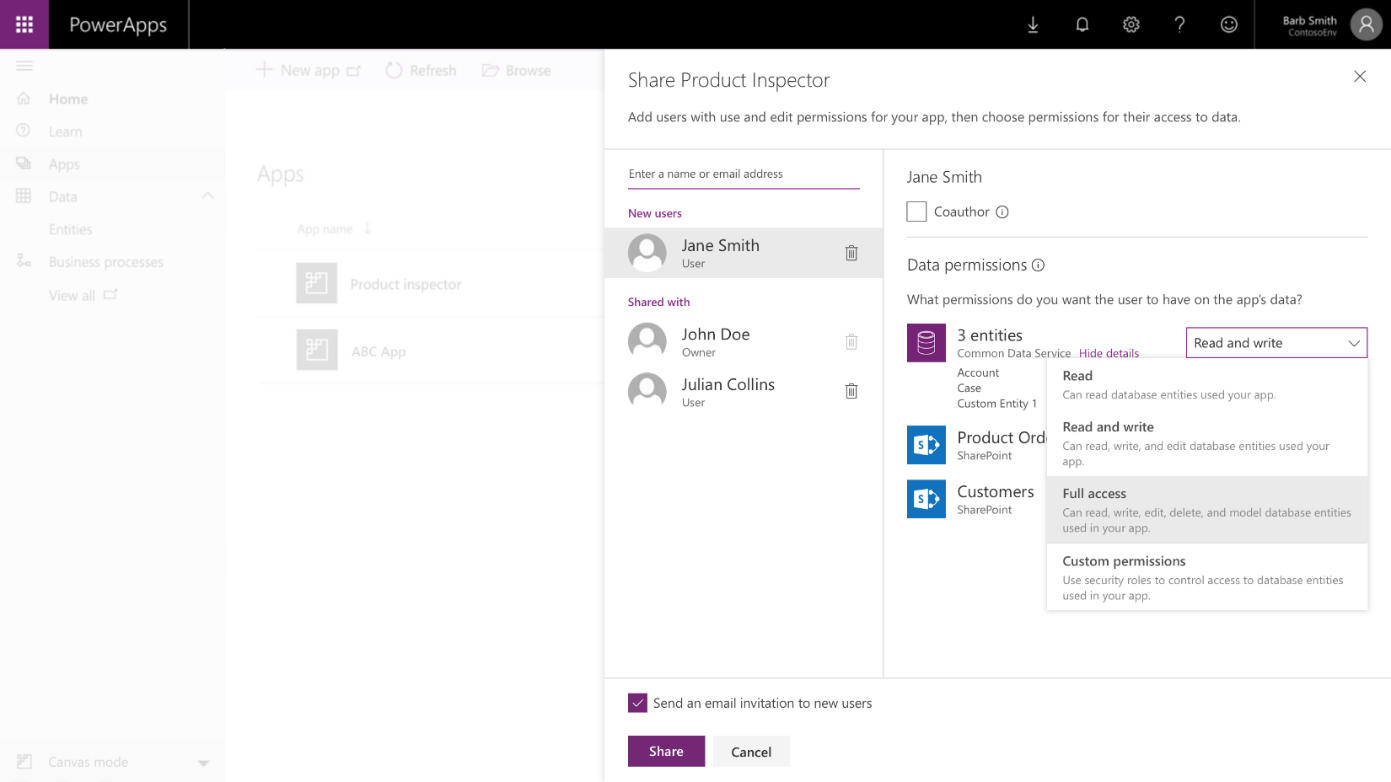 PowerApps
Barb Smith
ContosoEnv
New app
Refresh
Browse
Home
Learn
Apps
Data
Entities
Business processes
View all
Canvas mode
Apps
App name
Product inspector
ABC App
Share Product Inspector
Add users with use and edit permissions for your app, then choose permissions for their access to data.
Enter a name or email address
New users
Jane Smith
User
Shared with
John Doe
Owner
Julian Collins
User
Jane Smith
Coauthor
Data permissions
What permissions do you want the user to have on the app's data?
3 entities
Common Data Service Hide details
Account
Case
Custom Entity 1
Read and write
Product Ord
SharePoint
Customers
SharePoint
Read
Can read database entities used your app.
Read and write
Can read, write, and edit database entities used your
app.
Full access
Can read, write, edit, delete, and model database entities
used in your app.
Custom permissions
Use security roles to control access to database entities
used in your app.
Send an email invitation to new users
Share
Cancel